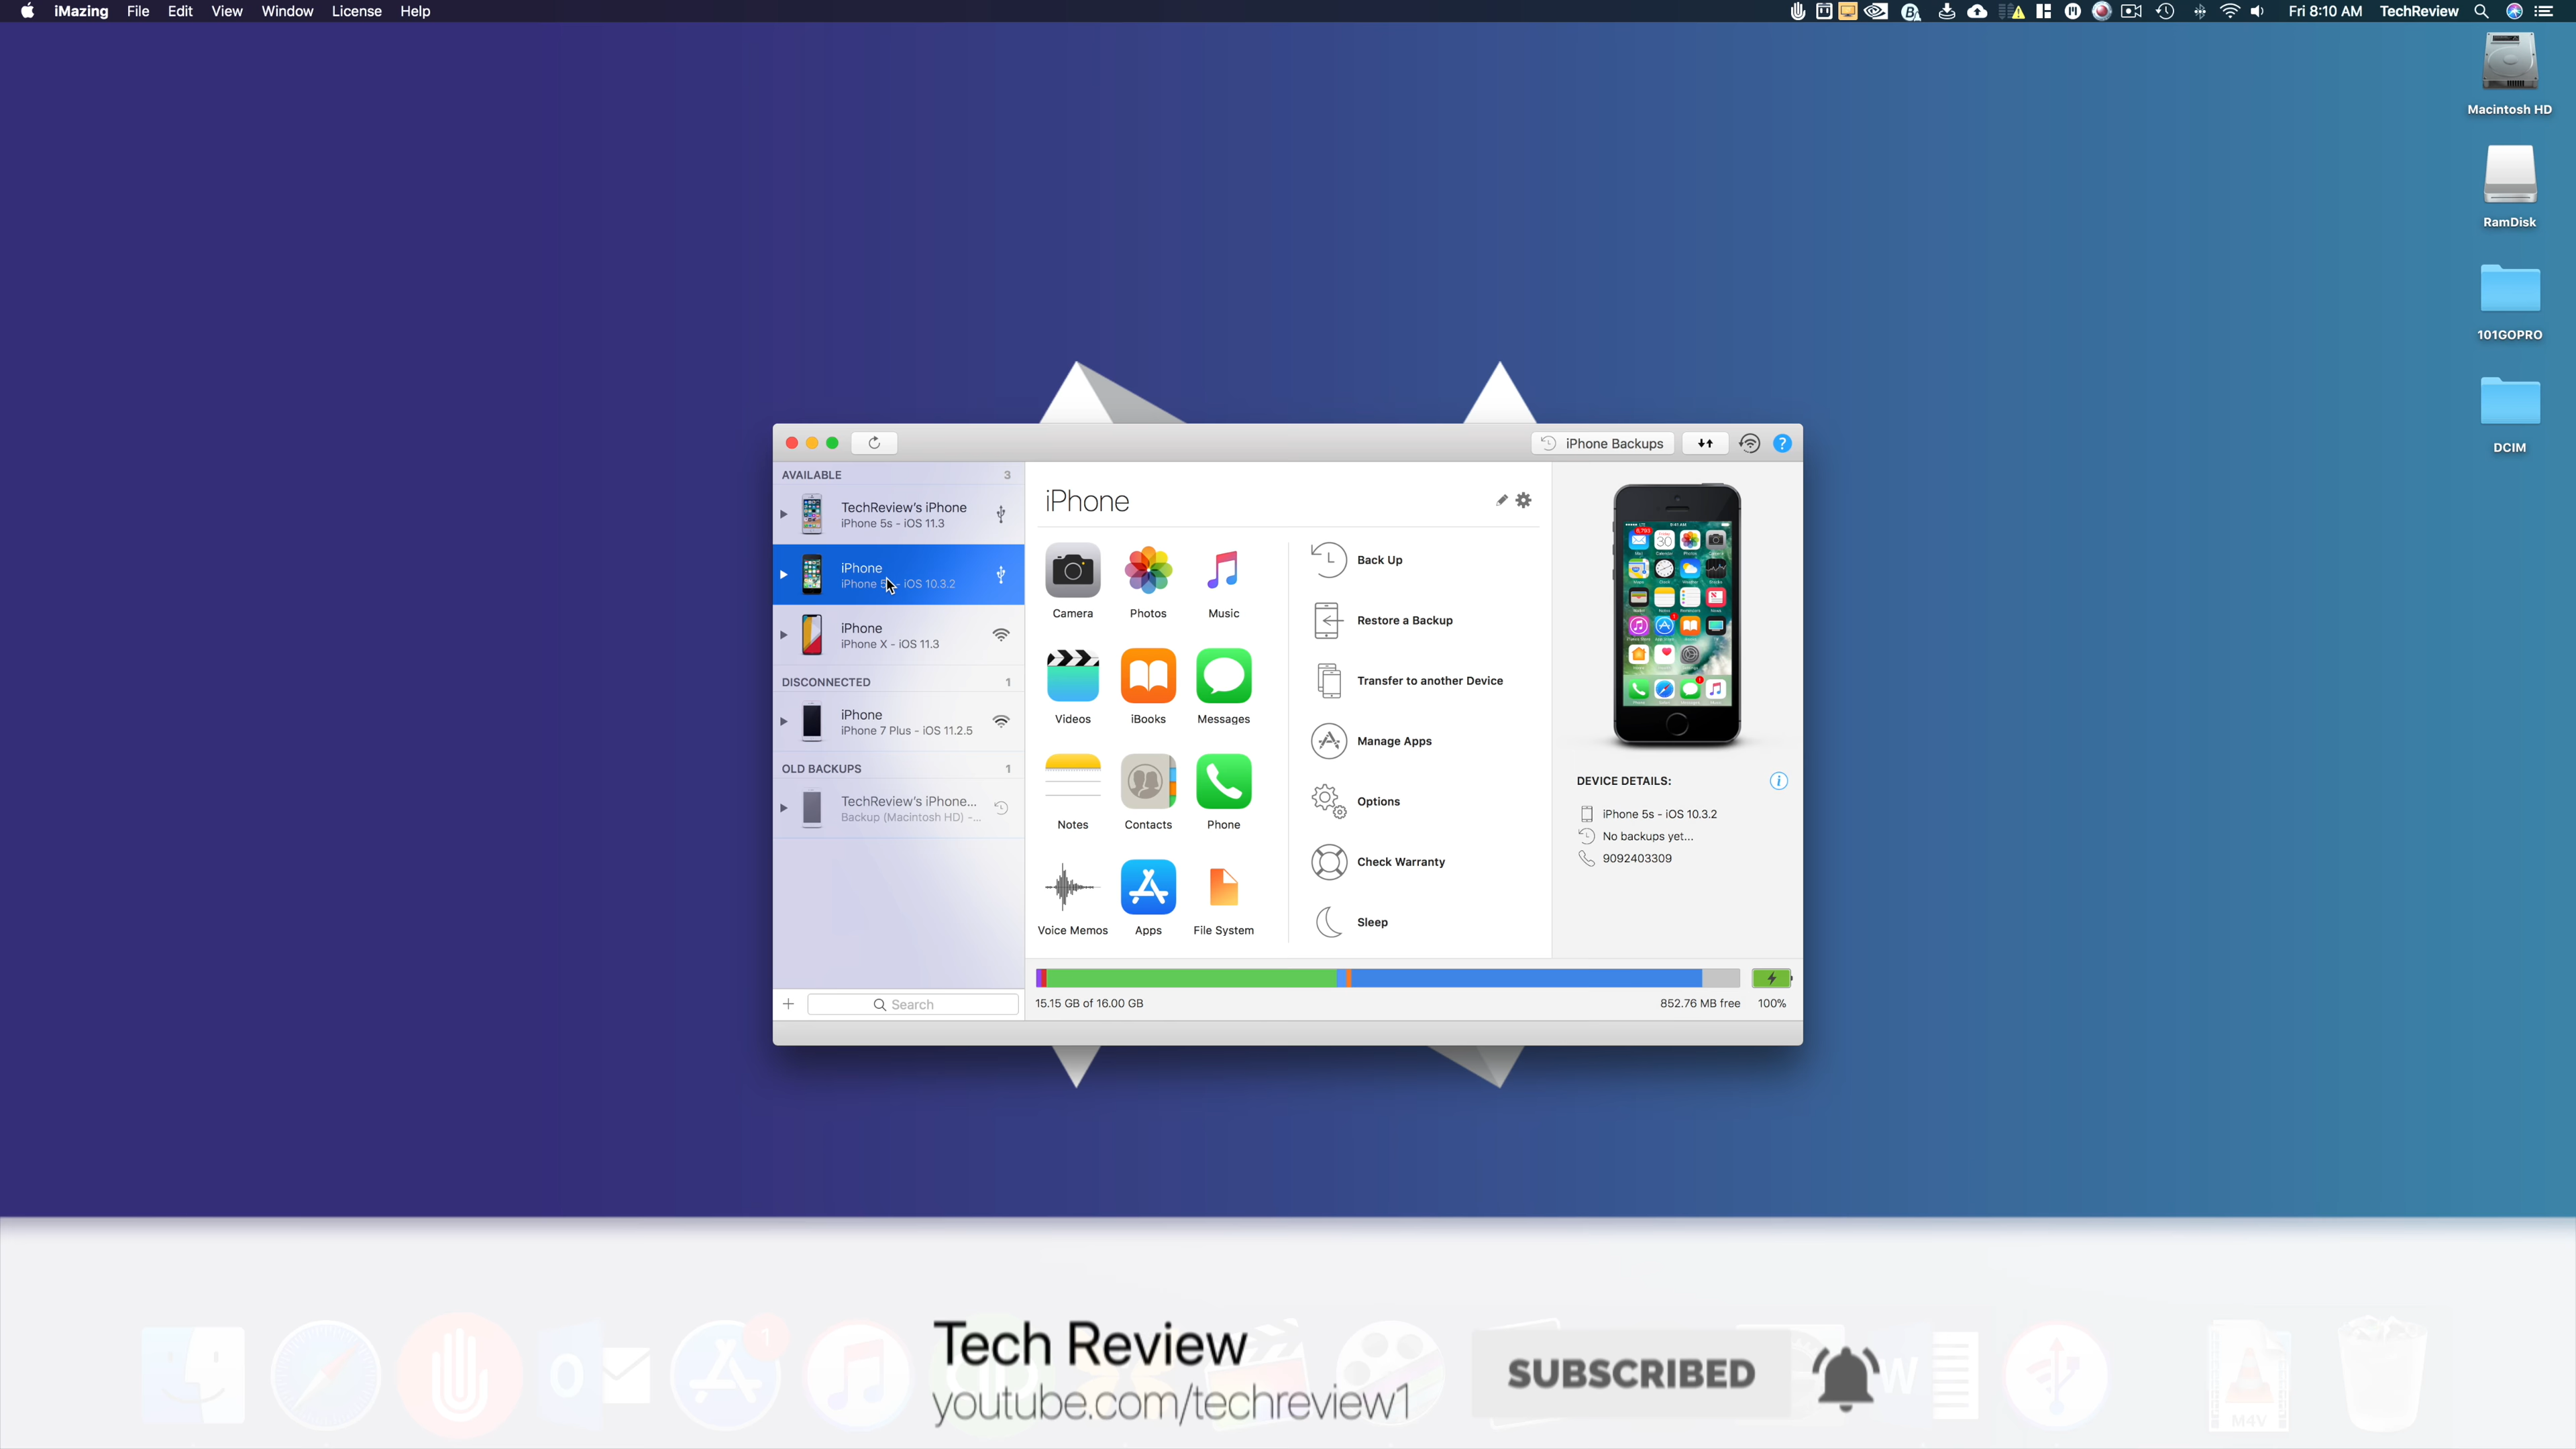 iMazing File Edit View Window License Help
Fri 8:10 AM TechReview
Macintosh HD
RamDisk
101GOPRO
DCIM
iPhone Backups
?
AVAILABLE 3
TechReview's iPhone
iPhone 5s - iOS 11.3
iPhone
iPhone - iOS 10.3.2
iPhone
iPhone X - iOS 11.3
DISCONNECTED 1
iPhone
iPhone 7 Plus - iOS 11.2.5
OLD BACKUPS 1
TechReview's iPhone...
Backup (Macintosh HD) -...
Search
iPhone
Camera Photos Music
Videos iBooks Messages
Notes Contacts Phone
Voice Memos Apps File System
Back Up
Restore a Backup
Transfer to another Device
Manage Apps
Options
Check Warranty
Sleep
DEVICE DETAILS:
iPhone 5s - iOS 10.3.2
No backups yet...
9092403309
15.15 GB of 16.00 GB
852.76 MB free 100%
Tech Review
youtube.com/techreview1
SUBSCRIBED
M4V